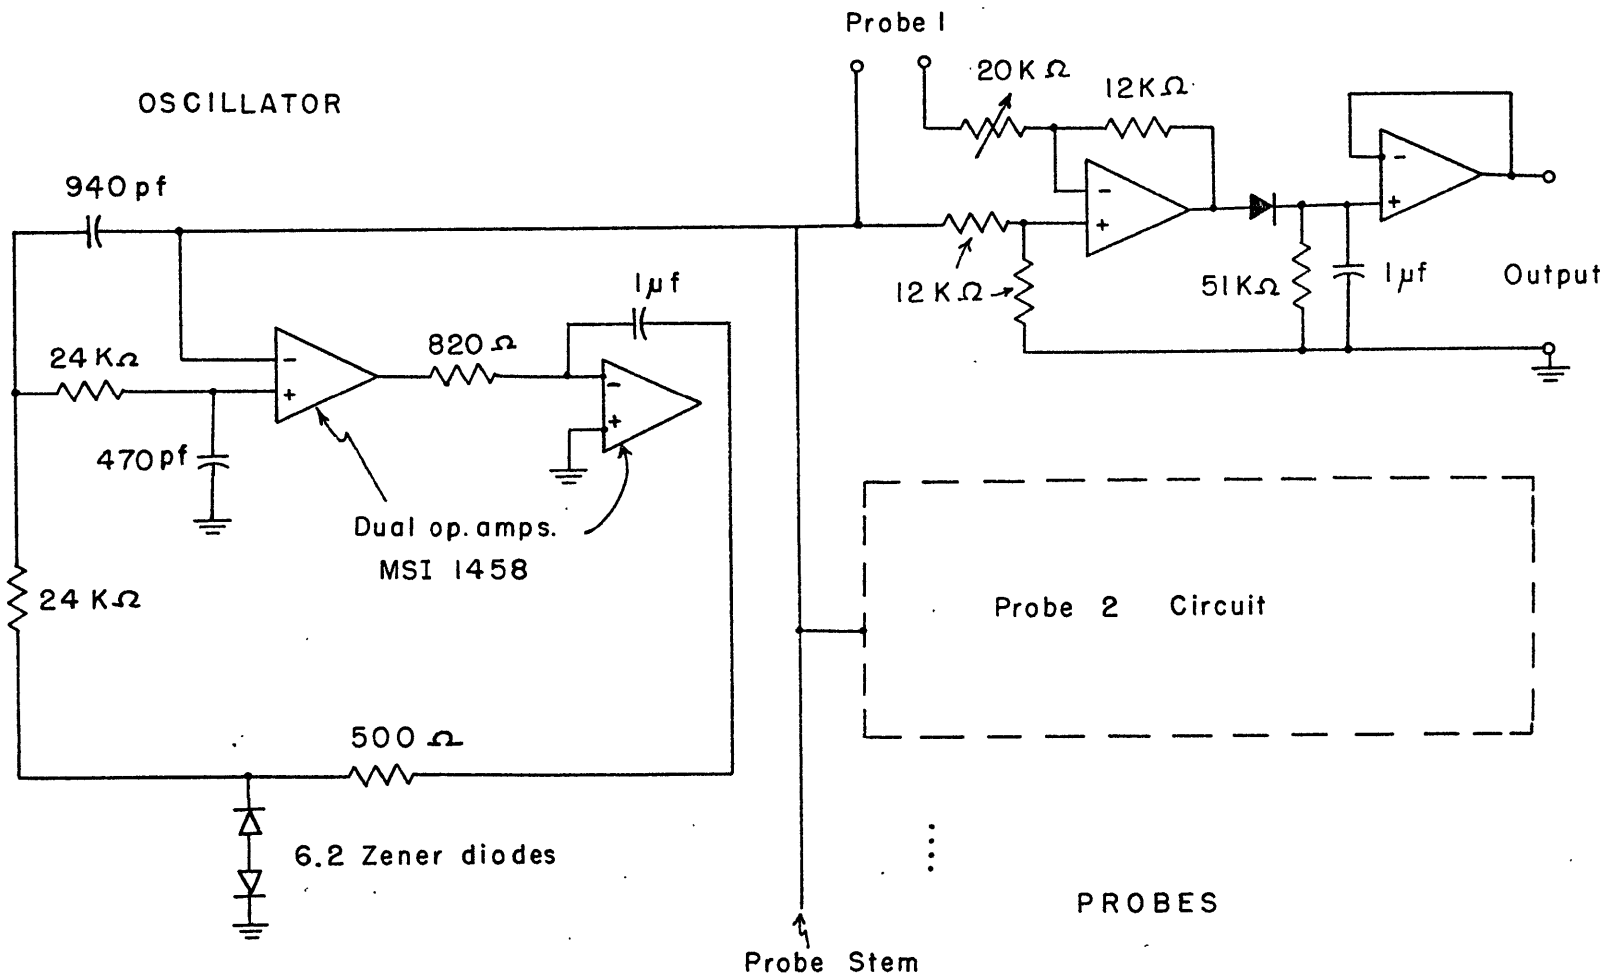 Probe 1
20KΩ
12KΩ
OSCILLATOR
940pf
-
+
-
+
12KΩ
51KΩ
1μf
Output
1μf
24KΩ
820Ω
-
+
-
+
470pf
Dual op. amps.
MSI 1458
24KΩ
Probe 2 Circuit
500Ω
6.2 Zener diodes
PROBES
Probe Stem